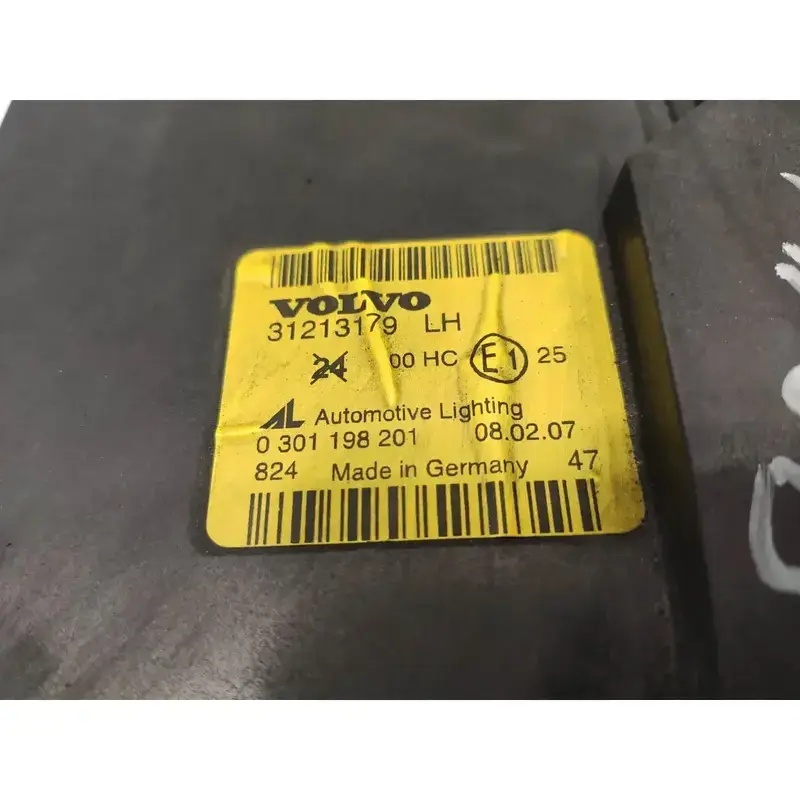 VOLVO
31213179 LH
24 00 HC E1 25
AL Automotive Lighting
0 301 198 201 08.02.07
824 Made in Germany 47